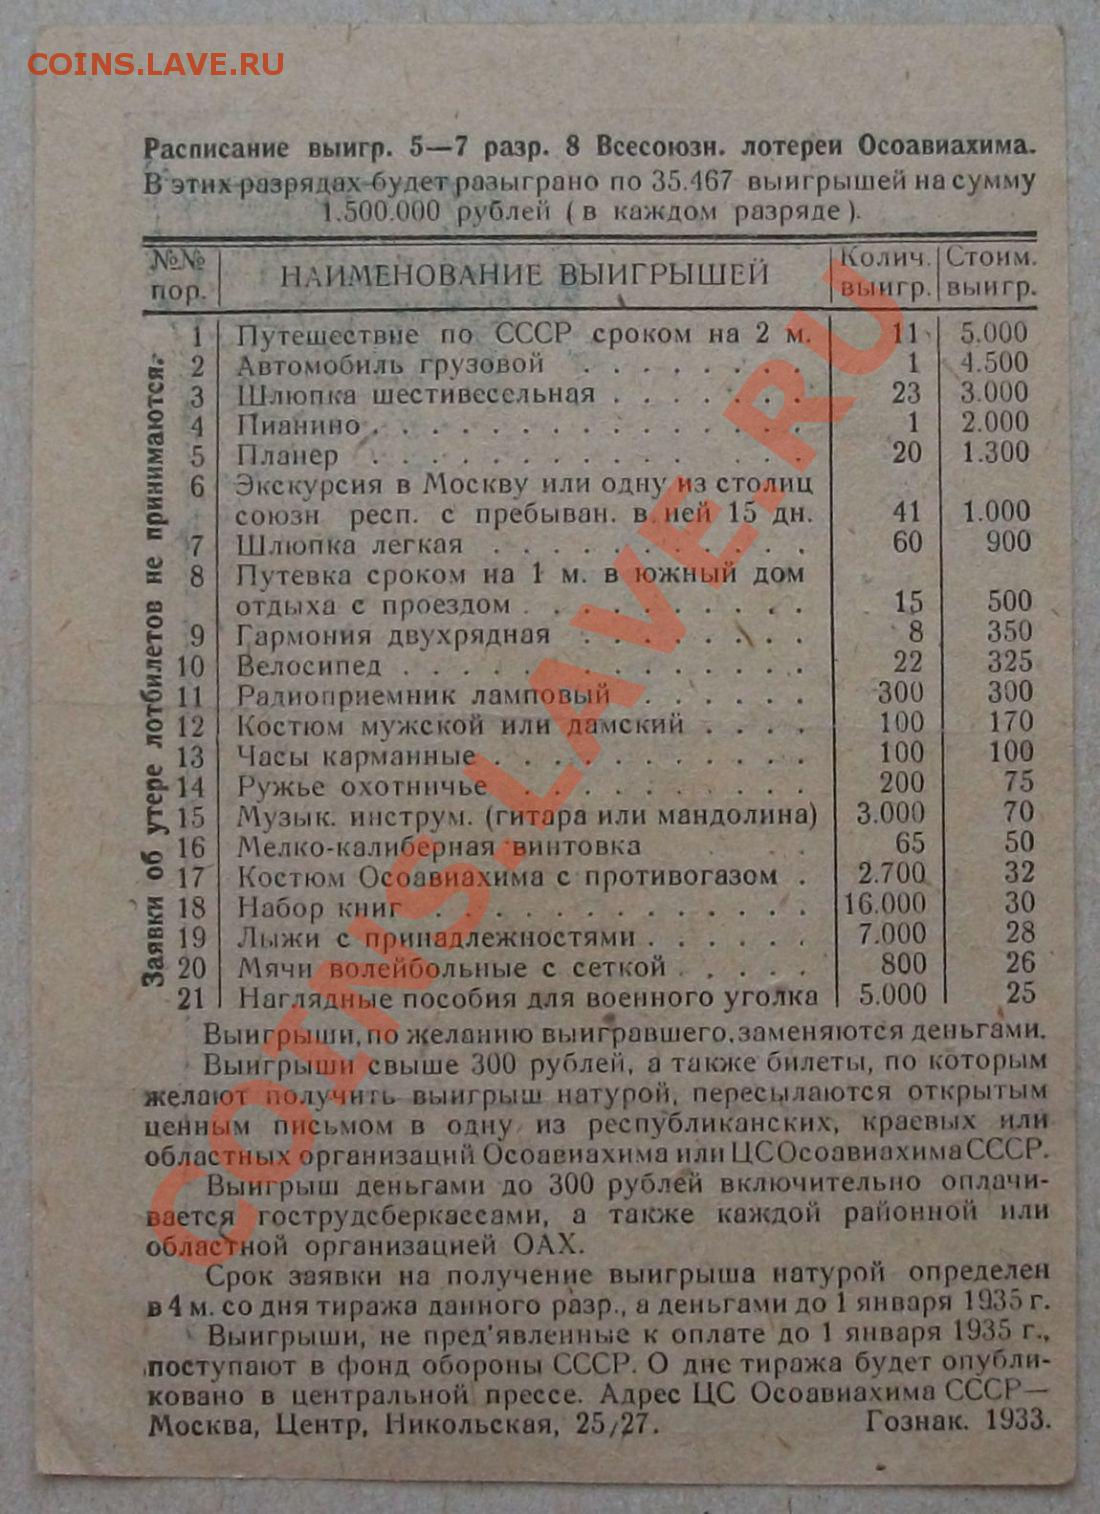 COINS.LAVE.RU
Расписание выигр. 5—7 разр. 8 Всесоюзн. лотереи Осоавиахима.
В этих разрядах будет разыграно по 35.467 выигрышей на сумму
1.500.000 рублей (в каждом разряде).
№№ пор. НАИМЕНОВАНИЕ ВЫИГРЫШЕЙ Колич. выигр. Стоим. выигр.
1 Путешествие по СССР сроком на 2 м. 11 5.000
2 Автомобиль грузовой . . . . . . . . 1 4.500
3 Шлюпка шестивесельная . . . . . . . 23 3.000
4 Пианино . . . . . . . . . . . . . . . 1 2.000
5 Планер . . . . . . . . . . . . . . . 20 1.300
6 Экскурсия в Москву или одну из столиц
союзн респ. с пребыван. в ней 15 дн. 41 1.000
7 Шлюпка легкая . . . . . . . . . . . . 60 900
8 Путевка сроком на 1 м. в южный дом
отдыха с проездом . . . . . . . . . . 15 500
9 Гармония двухрядная . . . . . . . . 8 350
10 Велосипед . . . . . . . . . . . . . . 22 325
11 Радиоприемник ламповый . . . . . . 300 300
12 Костюм мужской или дамский . . . . 100 170
13 Часы карманные . . . . . . . . . . . . 100 100
14 Ружье охотничье . . . . . . . . . . . 200 75
15 Музык. инструм. (гитара или мандолина) 3.000 70
16 Мелко-калиберная винтовка . . . . 65 50
17 Костюм Осоавиахима с противогазом . 2.700 32
18 Набор книг . . . . . . . . . . . . . . 16.000 30
19 Лыжи с принадлежностями . . . . . . 7.000 28
20 Мячи волейбольные с сеткой . . . . . 800 26
21 Наглядные пособия для военного уголка 5.000 25
Заявки об утере лотбилетов не принимаются.
Выигрыши, по желанию выигравшего, заменяются деньгами.
Выигрыши свыше 300 рублей, а также билеты, по которым
желают получить выигрыш натурой, пересылаются открытым
ценным письмом в одну из республиканских, краевых или
областных организаций Осоавиахима или ЦС Осоавиахима СССР.
Выигрыш деньгами до 300 рублей включительно оплачи-
вается гострудсберкассами, а также каждой районной или
областной организацией ОАХ.
Срок заявки на получение выигрыша натурой определен
в 4 м. со дня тиража данного разр., а деньгами до 1 января 1935 г.
Выигрыши, не пред'явленные к оплате до 1 января 1935 г.,
поступают в фонд обороны СССР. О дне тиража будет опубли-
ковано в центральной прессе. Адрес ЦС Осоавиахима СССР—
Москва, Центр, Никольская, 25/27. Гознак. 1933.
COINS.LAVE.RU